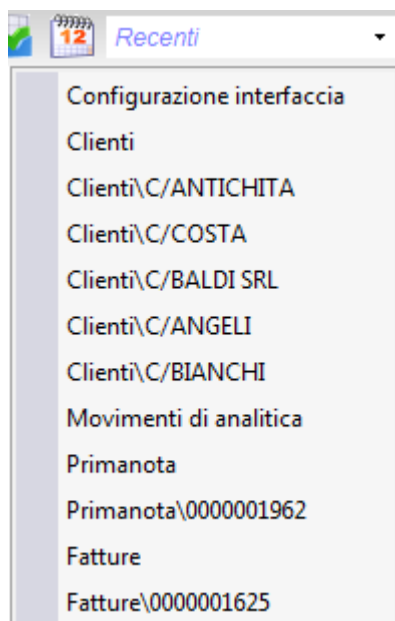 12 Recenti
Configurazione interfaccia
Clienti
Clienti\C/ANTICHITA
Clienti\C/COSTA
Clienti\C/BALDI SRL
Clienti\C/ANGELI
Clienti\C/BIANCHI
Movimenti di analitica
Primanota
Primanota\0000001962
Fatture
Fatture\0000001625